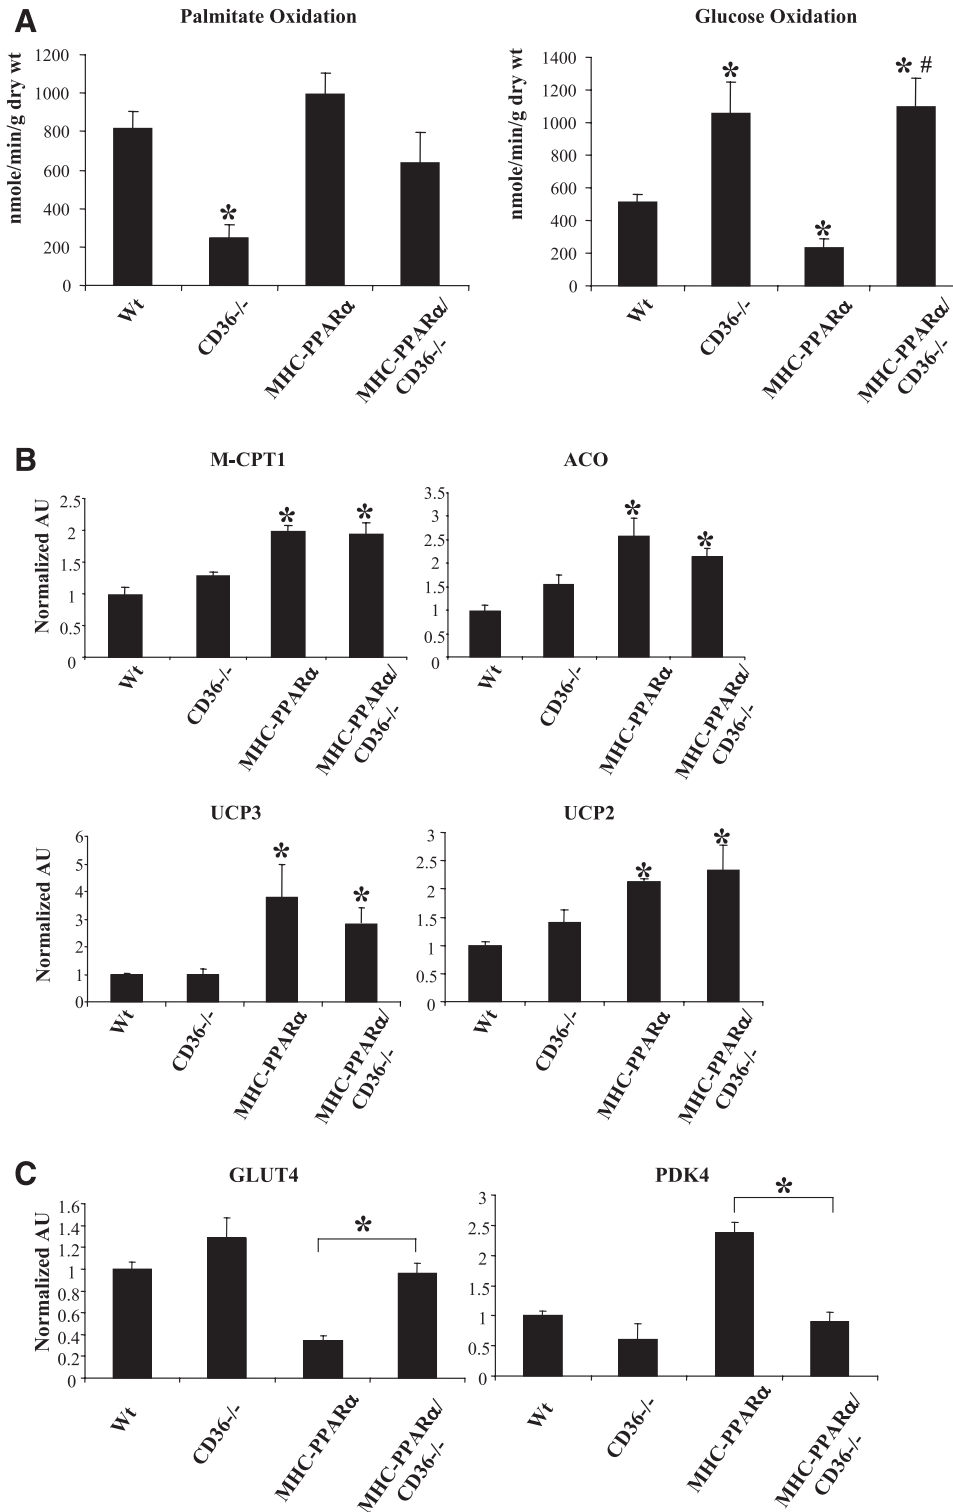 A
Palmitate Oxidation
nmole/min/g dry wt
1200
1000
800
600
400
200
0
*
Wt
CD36-/-
MHC-PPARα
MHC-PPARα/
CD36-/-
Glucose Oxidation
nmole/min/g dry wt
1400
1200
1000
800
600
400
200
0
*
*
* #
Wt
CD36-/-
MHC-PPARα
MHC-PPARα/
CD36-/-
B
M-CPT1
Normalized AU
2.5
2
1.5
1
0.5
0
*
*
Wt
CD36-/-
MHC-PPARα
MHC-PPARα/
CD36-/-
ACO
3.5
3
2.5
2
1.5
1
0.5
0
*
*
Wt
CD36-/-
MHC-PPARα
MHC-PPARα/
CD36-/-
UCP3
Normalized AU
6
5
4
3
2
1
0
*
*
Wt
CD36-/-
MHC-PPARα
MHC-PPARα/
CD36-/-
UCP2
3
2.5
2
1.5
1
0.5
0
*
*
Wt
CD36-/-
MHC-PPARα
MHC-PPARα/
CD36-/-
C
GLUT4
Normalized AU
1.6
1.4
1.2
1
0.8
0.6
0.4
0.2
0
*
Wt
CD36-/-
MHC-PPARα
MHC-PPARα/
CD36-/-
PDK4
3
2.5
2
1.5
1
0.5
0
*
Wt
CD36-/-
MHC-PPARα
MHC-PPARα/
CD36-/-